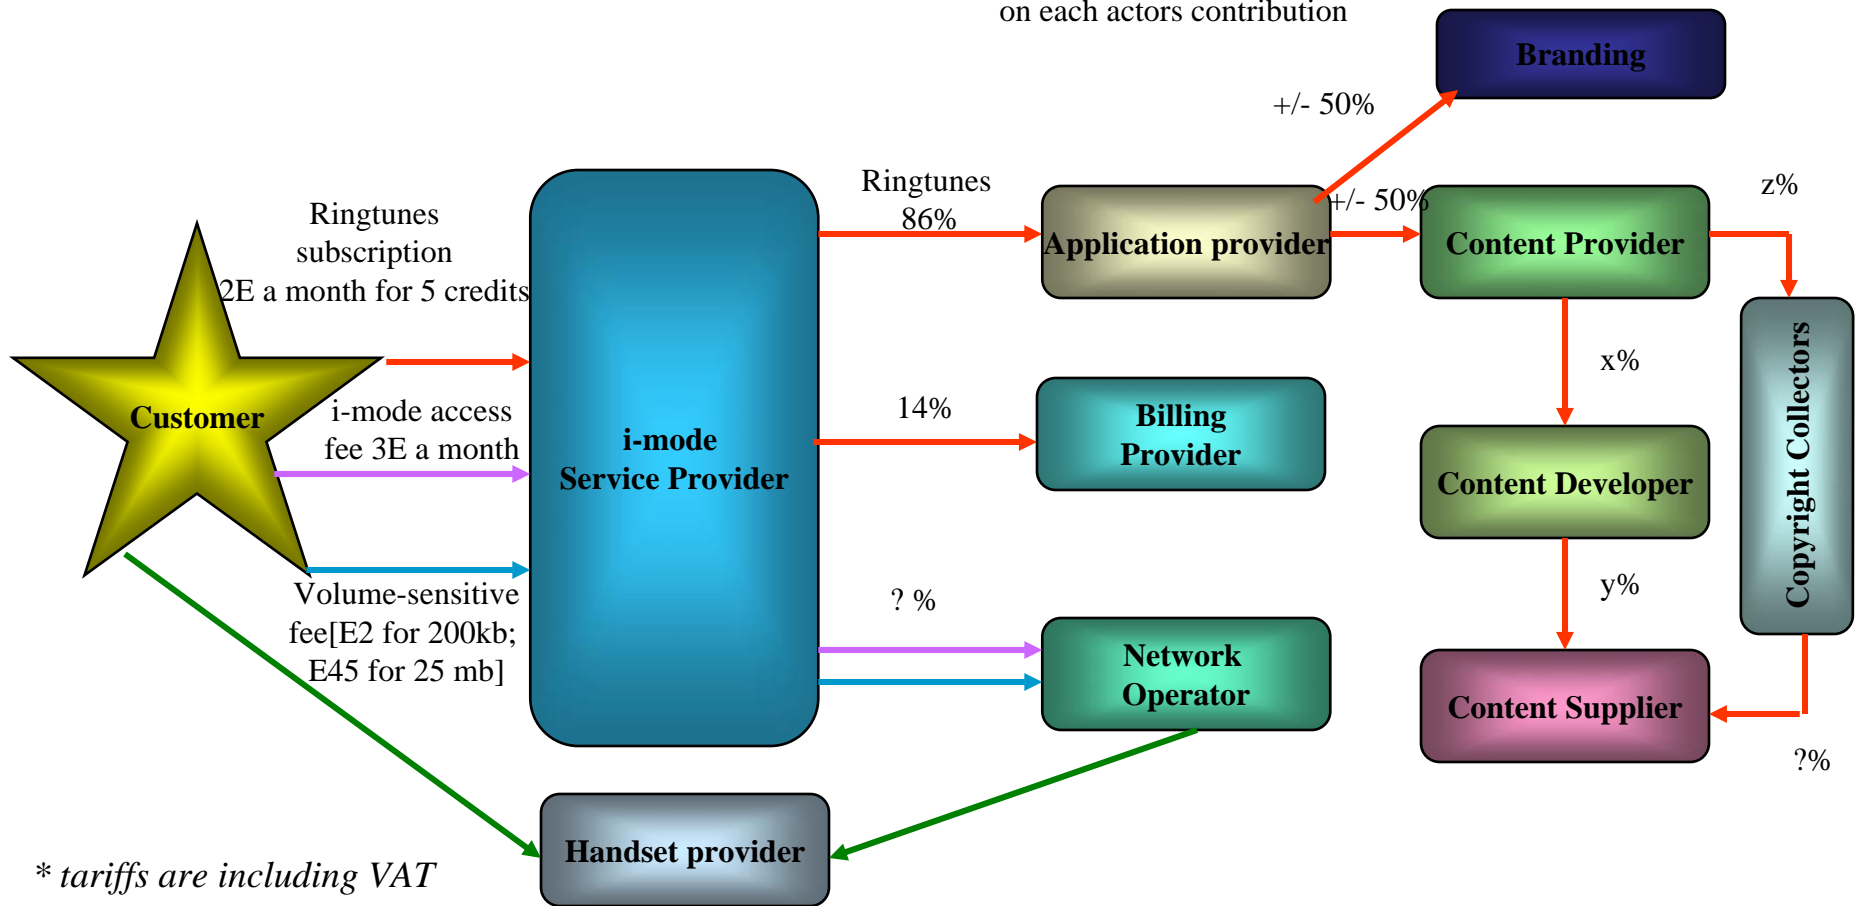 on each actors contribution
Branding
+/- 50%
Ringtunes
86%
+/- 50%
z%
Ringtunes
subscription
2E a month for 5 credits
Application provider
Content Provider
Copyright Collectors
x%
Customer
i-mode access
fee 3E a month
i-mode
Service Provider
14%
Billing
Provider
Content Developer
y%
Volume-sensitive
fee[E2 for 200kb;
E45 for 25 mb]
? %
Network
Operator
Content Supplier
?%
Handset provider
* tariffs are including VAT